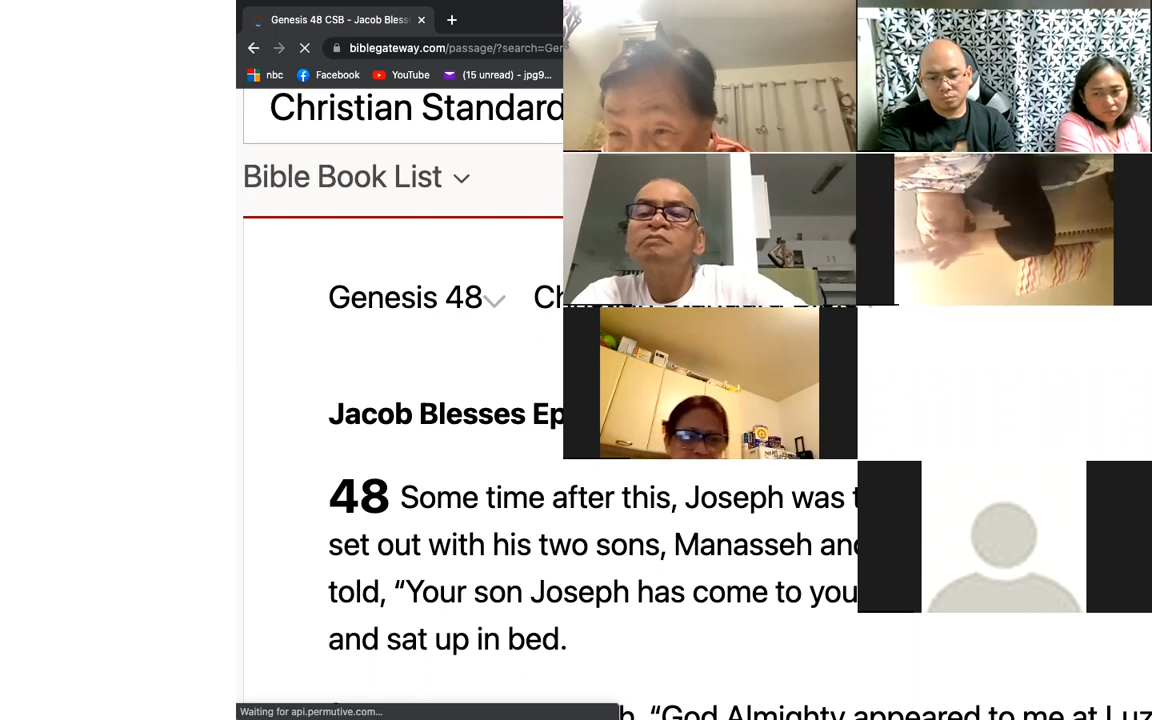 Genesis 48 CSB - Jacob Bless
biblegateway.com/passage/?search=Ge
nbc Facebook YouTube (15 unread) - jpg9...
Christian Standard
Bible Book List
Genesis 48
Jacob Blesses Ep
48 Some time after this, Joseph was
set out with his two sons, Manasseh and
told, “Your son Joseph has come to you
and sat up in bed.
h, “God Almighty appeared to me at Luz
Waiting for api.permutive.com...